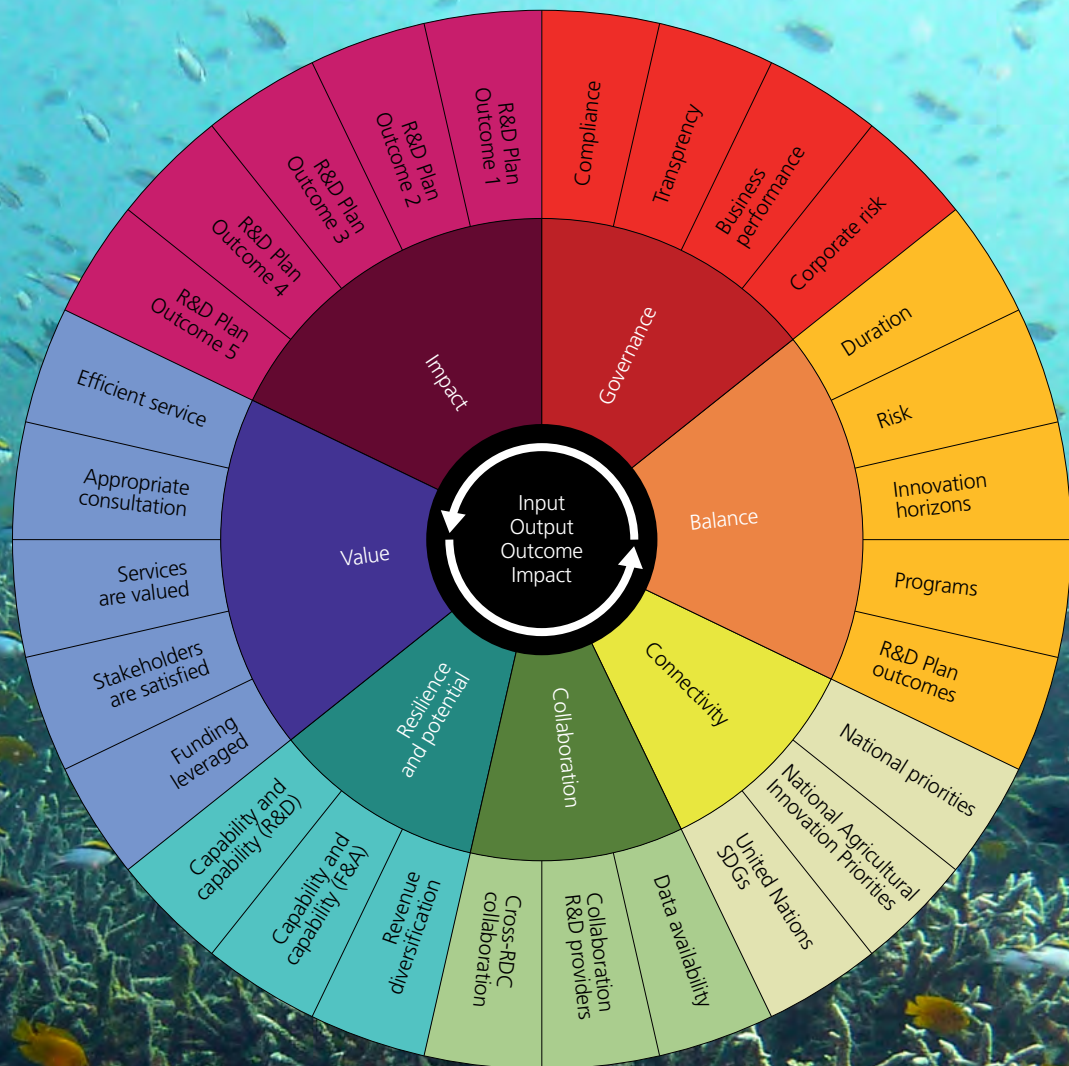 Input
Output
Outcome
Impact
Governance
Compliance
Transprency
Business
performance
Corporate risk
Balance
Duration
Risk
Innovation
horizons
Programs
R&D Plan
outcomes
Connectivity
National priorities
National Agricultural
Innovation Priorities
United Nations
SDGs
Collaboration
Data availability
Collaboration
R&D providers
Cross-RDC
collaboration
Resilience
and potential
Revenue
diversification
Capability and
capability (F&A)
Capability and
capability (R&D)
Value
Funding
leveraged
Stakeholders
are satisfied
Services
are valued
Appropriate
consultation
Efficient service
Impact
R&D Plan
Outcome 5
R&D Plan
Outcome 4
R&D Plan
Outcome 3
R&D Plan
Outcome 2
R&D Plan
Outcome 1